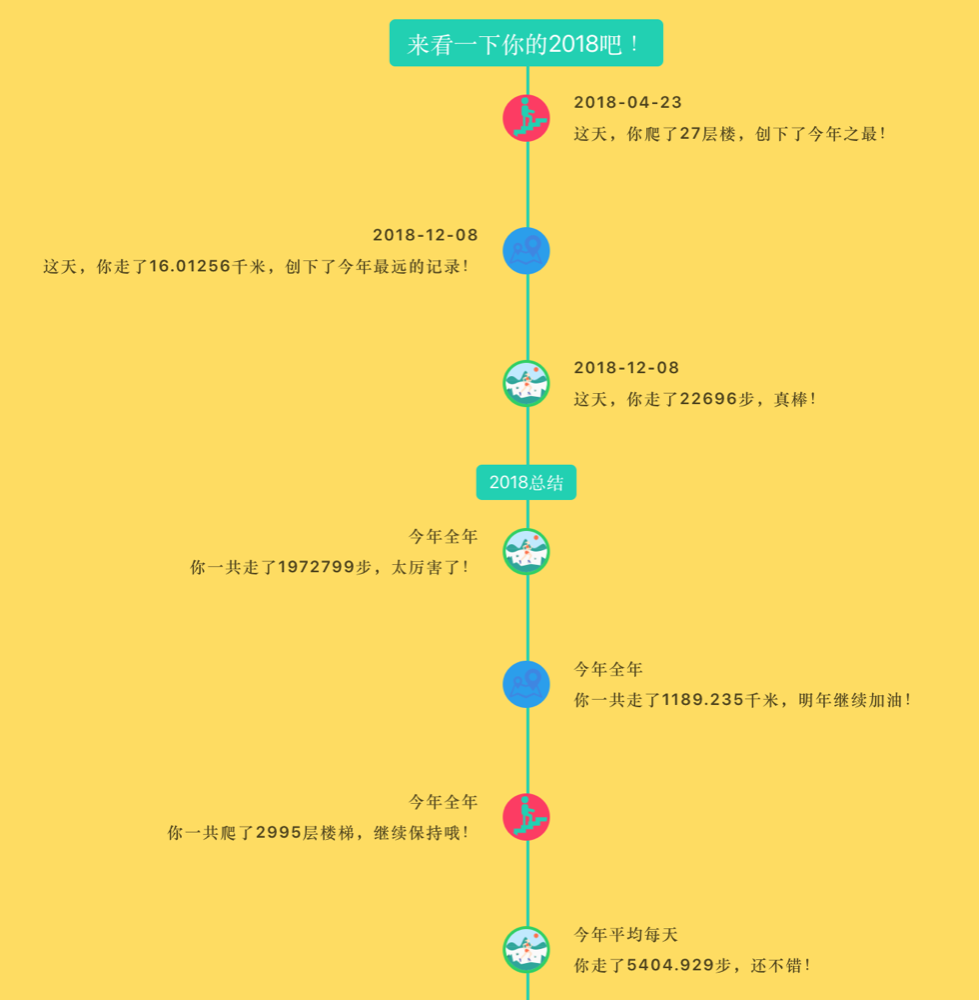 来看一下你的2018吧！
2018-04-23
这天，你爬了27层楼，创下了今年之最！
2018-12-08
这天，你走了16.01256千米，创下了今年最远的记录！
2018-12-08
这天，你走了22696步，真棒！
2018总结
今年全年
你一共走了1972799步，太厉害了！
今年全年
你一共走了1189.235千米，明年继续加油！
今年全年
你一共爬了2995层楼梯，继续保持哦！
今年平均每天
你走了5404.929步，还不错！